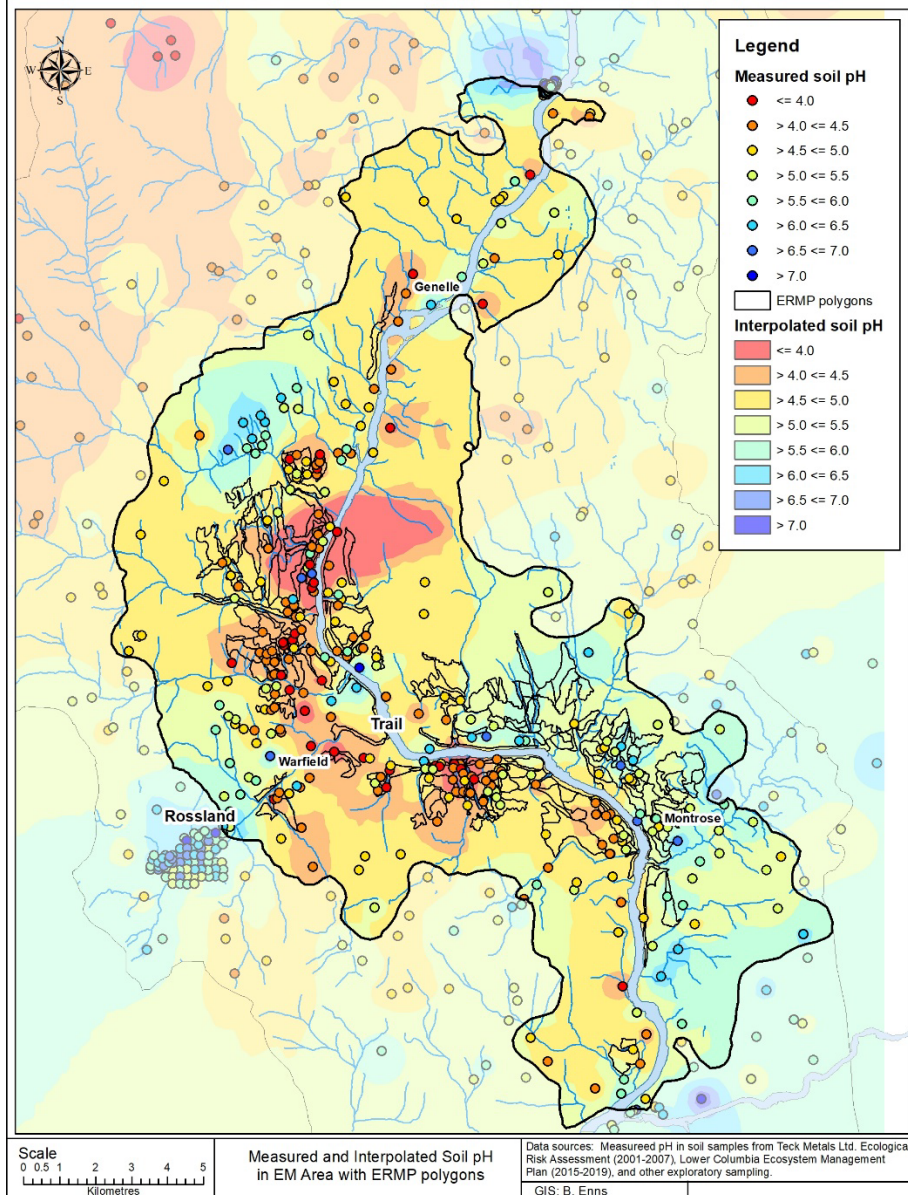 N
W E
S
Legend
Measured soil pH
<= 4.0
> 4.0 <= 4.5
> 4.5 <= 5.0
> 5.0 <= 5.5
> 5.5 <= 6.0
> 6.0 <= 6.5
> 6.5 <= 7.0
> 7.0
ERMP polygons
Interpolated soil pH
<= 4.0
> 4.0 <= 4.5
> 4.5 <= 5.0
> 5.0 <= 5.5
> 5.5 <= 6.0
> 6.0 <= 6.5
> 6.5 <= 7.0
> 7.0
Genelle
Trail
Warfield
Rossland
Montrose
Scale
0 0.5 1 2 3 4 5
Kilometres
Measured and Interpolated Soil pH
in EM Area with ERMP polygons
Data sources: Measureed pH in soil samples from Teck Metals Ltd. Ecological
Risk Assessment (2001-2007), Lower Columbia Ecosystem Management
Plan (2015-2019), and other exploratory sampling.
GIS: B. Enns